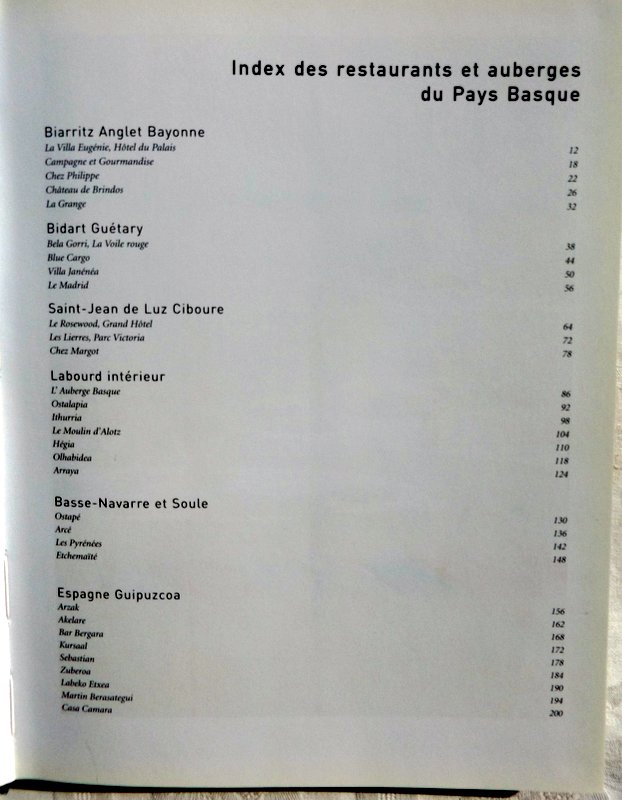 Index des restaurants et auberges
du Pays Basque
Biarritz Anglet Bayonne
La Villa Eugénie, Hôtel du Palais 12
Campagne et Gourmandise 18
Chez Philippe 22
Château de Brindos 26
La Grange 32
Bidart Guétary
Bela Gorri, La Voile rouge 38
Blue Cargo 44
Villa Janénéa 50
Le Madrid 56
Saint-Jean de Luz Ciboure
Le Rosewood, Grand Hôtel 64
Les Lierres, Parc Victoria 72
Chez Margot 78
Labourd intérieur
L' Auberge Basque 86
Ostalapia 92
Ithurria 98
Le Moulin d'Alotz 104
Hégia 110
Olhabidea 118
Arraya 124
Basse-Navarre et Soule
Ostapé 130
Arcé 136
Les Pyrénées 142
Etchemaïté 148
Espagne Guipuzcoa
Arzak 156
Akelare 162
Bar Bergara 168
Kursaal 172
Sebastian 178
Zuberoa 184
Labeko Etxea 190
Martin Berasategui 194
Casa Camara 200